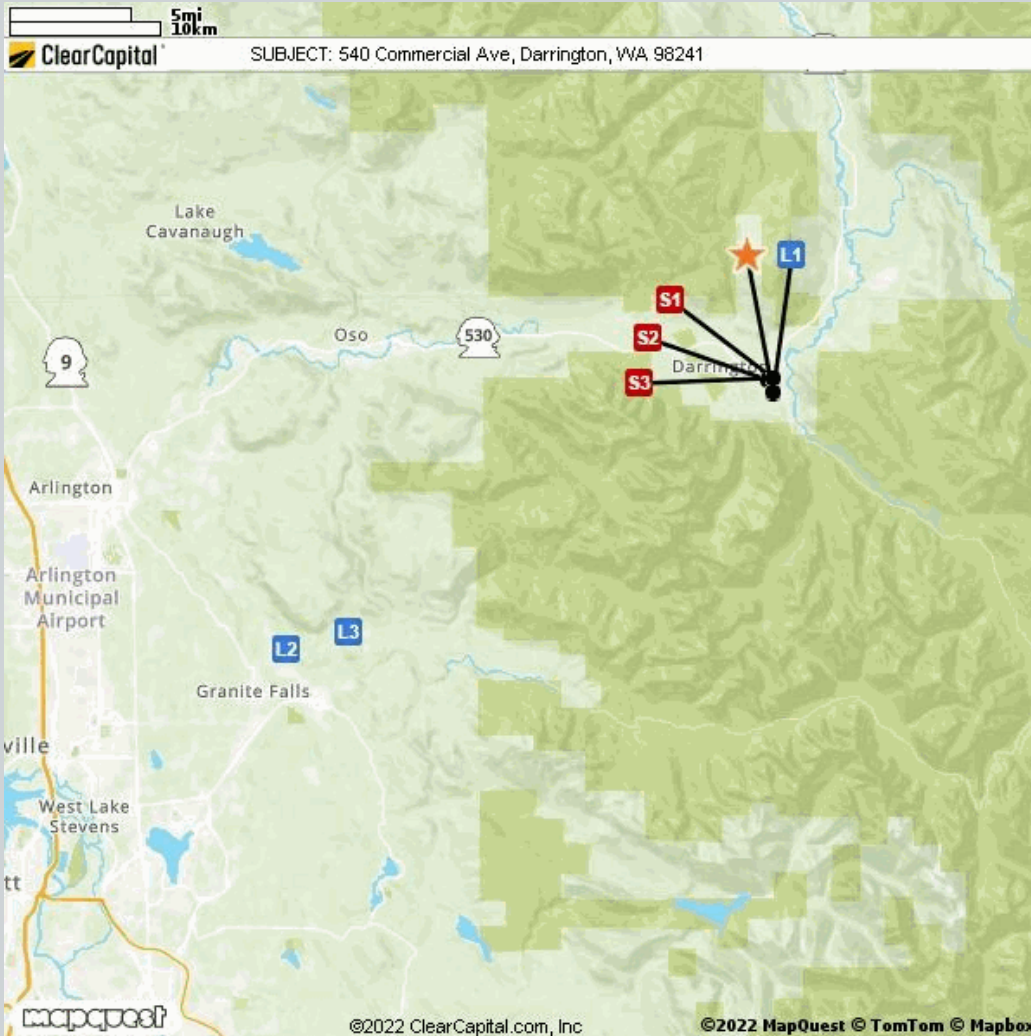 5mi
10km
ClearCapital
SUBJECT: 540 Commercial Ave, Darrington, WA 98241
Lake
Cavanaugh
L1
S1
530
Oso
S2
9
Darrington
S3
Arlington
Arlington
Municipal
Airport
L3
L2
Granite Falls
ville
West Lake
Stevens
tt
mapquest
©2022 ClearCapital.com, Inc
©2022 MapQuest © TomTom © Mapbox